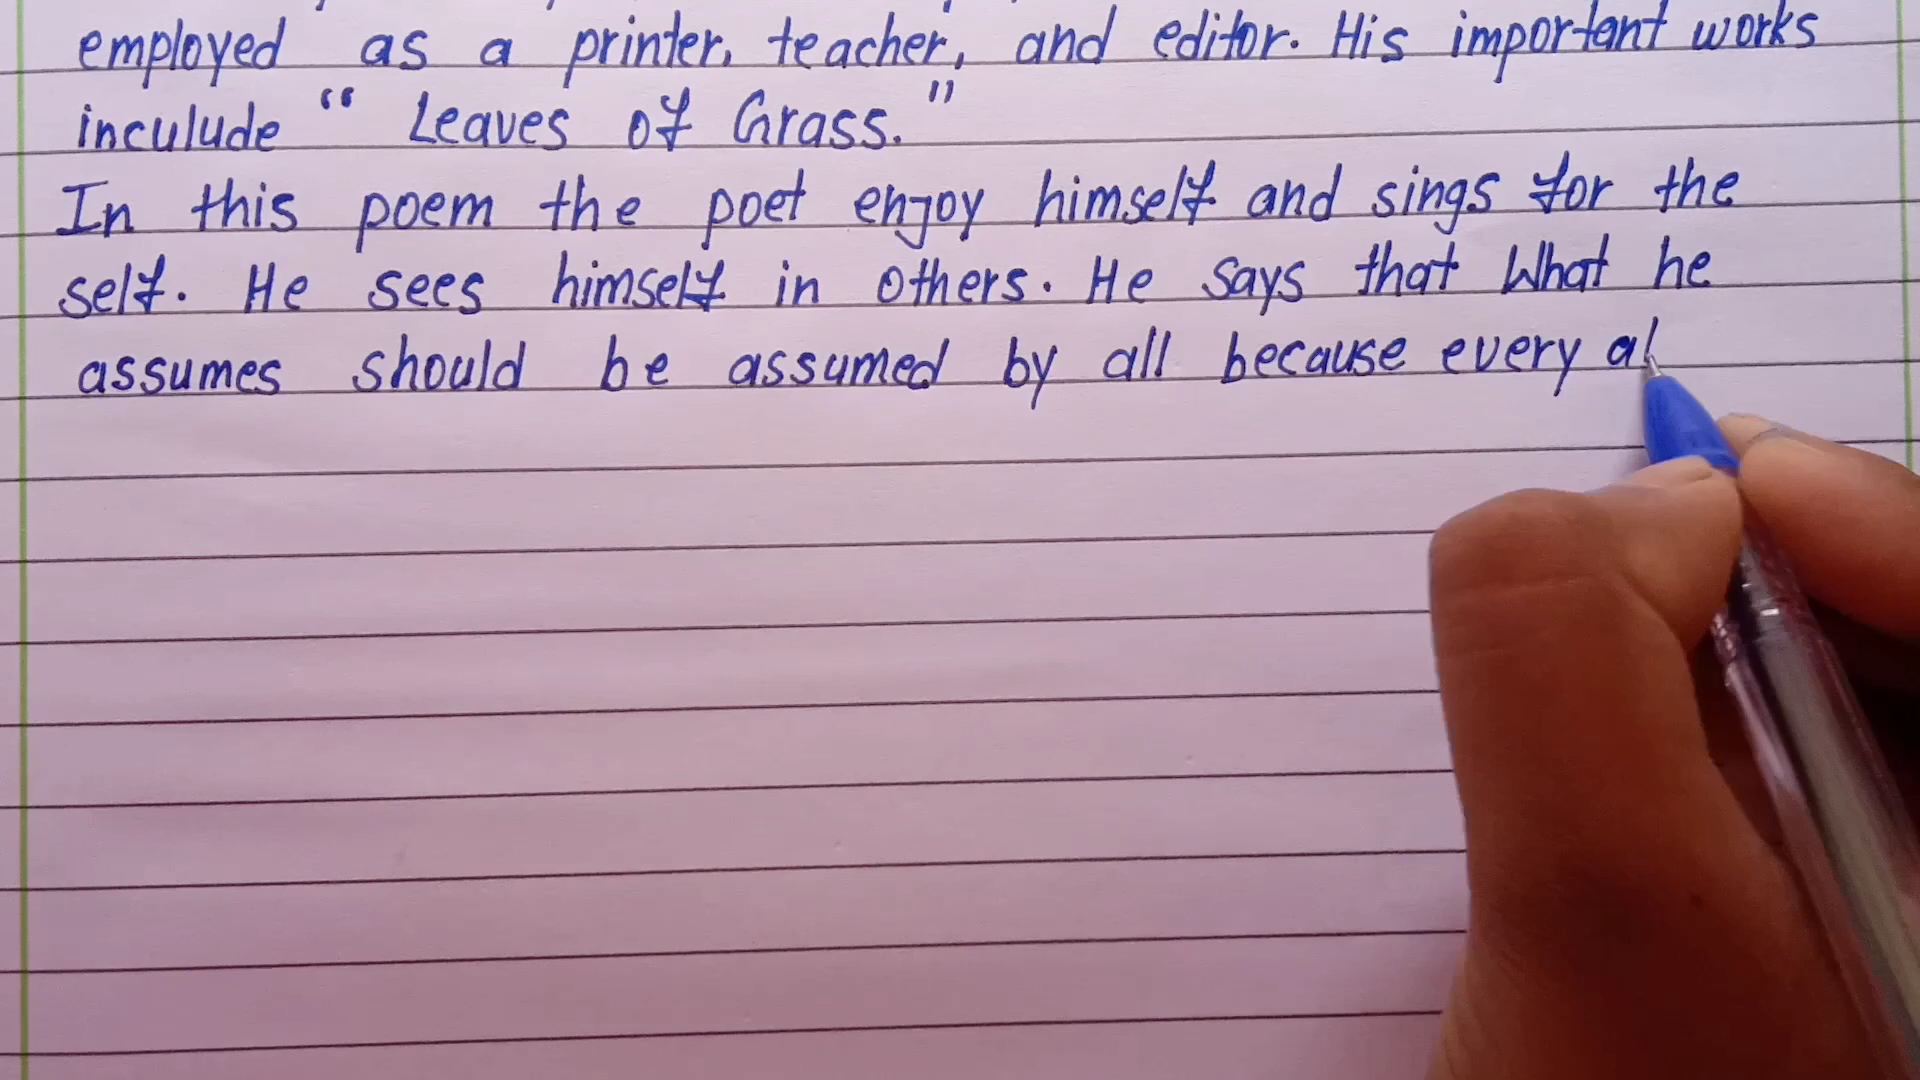 employed as a printer, teacher, and editor. His important works
inculude “ Leaves of Grass.”
In this poem the poet enjoy himself and sings for the
self. He sees himself in others. He says that What he
assumes should be assumed by all because every al